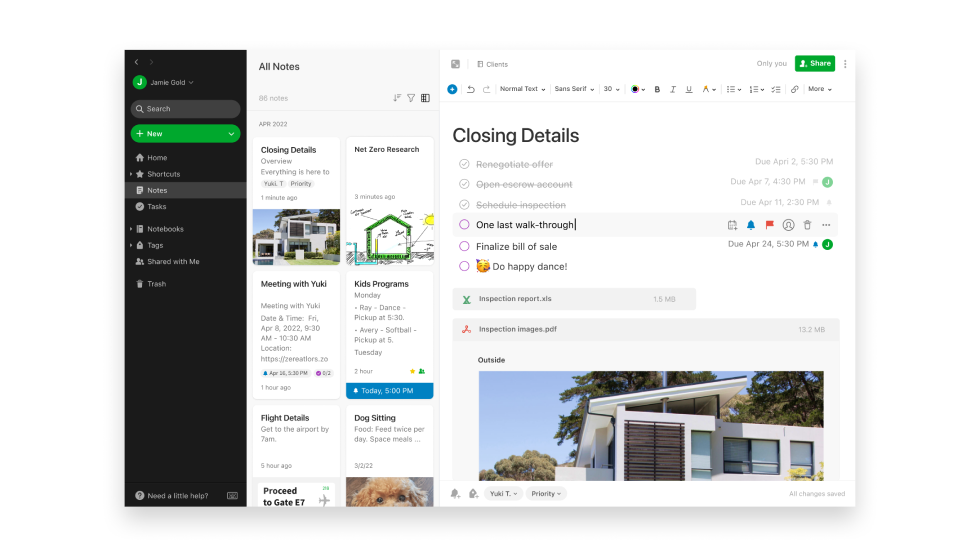 J
Jamie Gold
Search
New
Home
Shortcuts
Notes
Tasks
Notebooks
Tags
Shared with Me
Trash
Need a little help?
All Notes
86 notes
APR 2022
Closing Details
Overview
Everything is here to
Yuki. T Priority
1 minute ago
Net Zero Research
3 minutes ago
Meeting with Yuki
Meeting with Yuki
Date & Time: Fri,
Apr 8, 2022, 9:30
AM - 10:30 AM
Location:
https://zereatlors.zo
Apr 16, 5:30 PM 0/2
1 hour ago
Kids Programs
Monday
- Ray - Dance -
Pickup at 5:30.
- Avery - Softball -
Pickup at 5.
Tuesday
2 hour
Today, 5:00 PM
Flight Details
Get to the airport by
7am.
5 hour ago
Proceed
to Gate E7
Dog Sitting
Food: Feed twice per
day. Space meals ...
3/2/22
Clients
Only you
Share
Normal Text Sans Serif 30 B I U A More
Closing Details
Renegotiate offer Due Apri 2, 5:30 PM
Open escrow account Due Apr 7, 4:30 PM J
Schedule inspection Due Apr 11, 2:30 PM
One last walk-through
Finalize bill of sale Due Apr 24, 5:30 PM J
Do happy dance!
Inspection report.xls 1.5 MB
Inspection images.pdf 13.2 MB
Outside
Yuki T. Priority
All changes saved